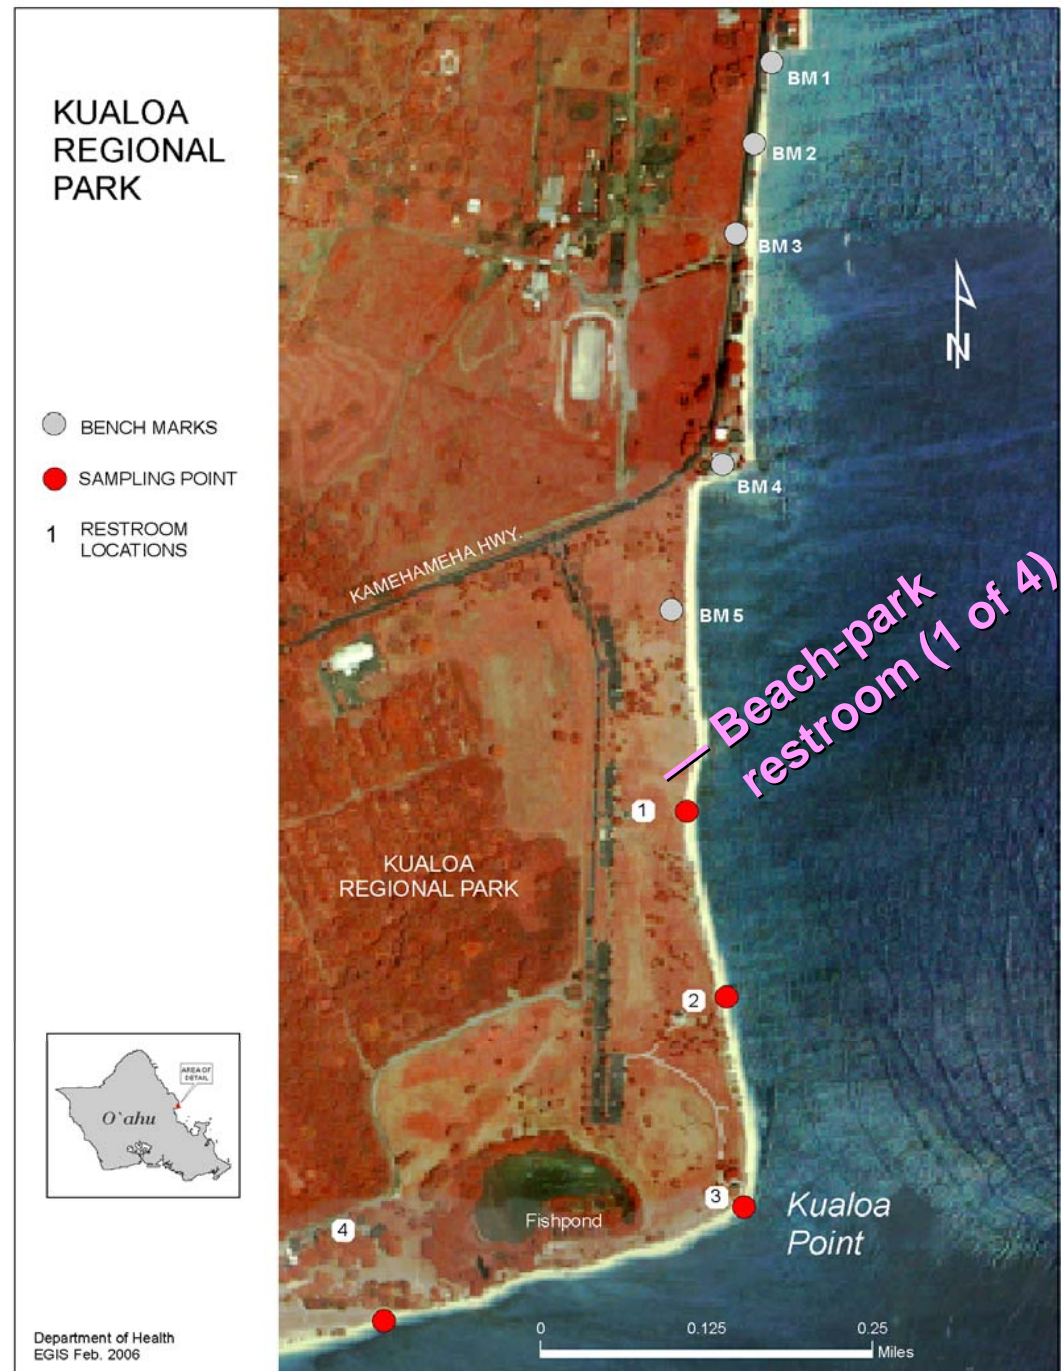 KUALOA
REGIONAL
PARK
BENCH MARKS
SAMPLING POINT
1 RESTROOM
LOCATIONS
BM 1
BM 2
BM 3
N
BM 4
KAMEHAMEHA HWY.
BM 5
— Beach-park
restroom (1 of 4)
1
KUALOA
REGIONAL PARK
2
3
Kualoa
Point
Fishpond
4
AREA OF
DETAIL
O`ahu
0 0.125 0.25
Miles
Department of Health
EGIS Feb. 2006